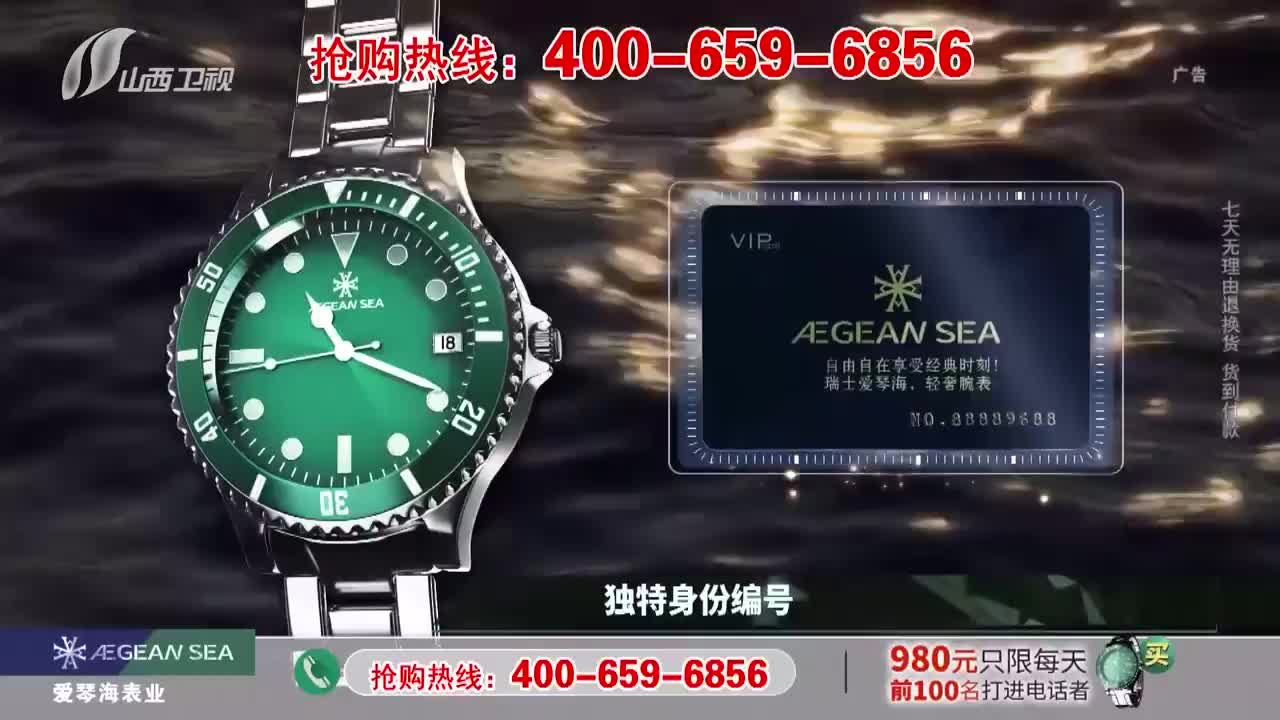 山西卫视
抢购热线：400-659-6856
广告
七天无理由退换货 货到付款
10
20
30
40
50
ÆGEAN SEA
18
VIP
ÆGEAN SEA
自由自在享受经典时刻!
瑞士爱琴海、轻奢腕表
NO.88889688
独特身份编号
ÆGEAN SEA
爱琴海表业
抢购热线：400-659-6856
980元只限每天
前100名打进电话者
买